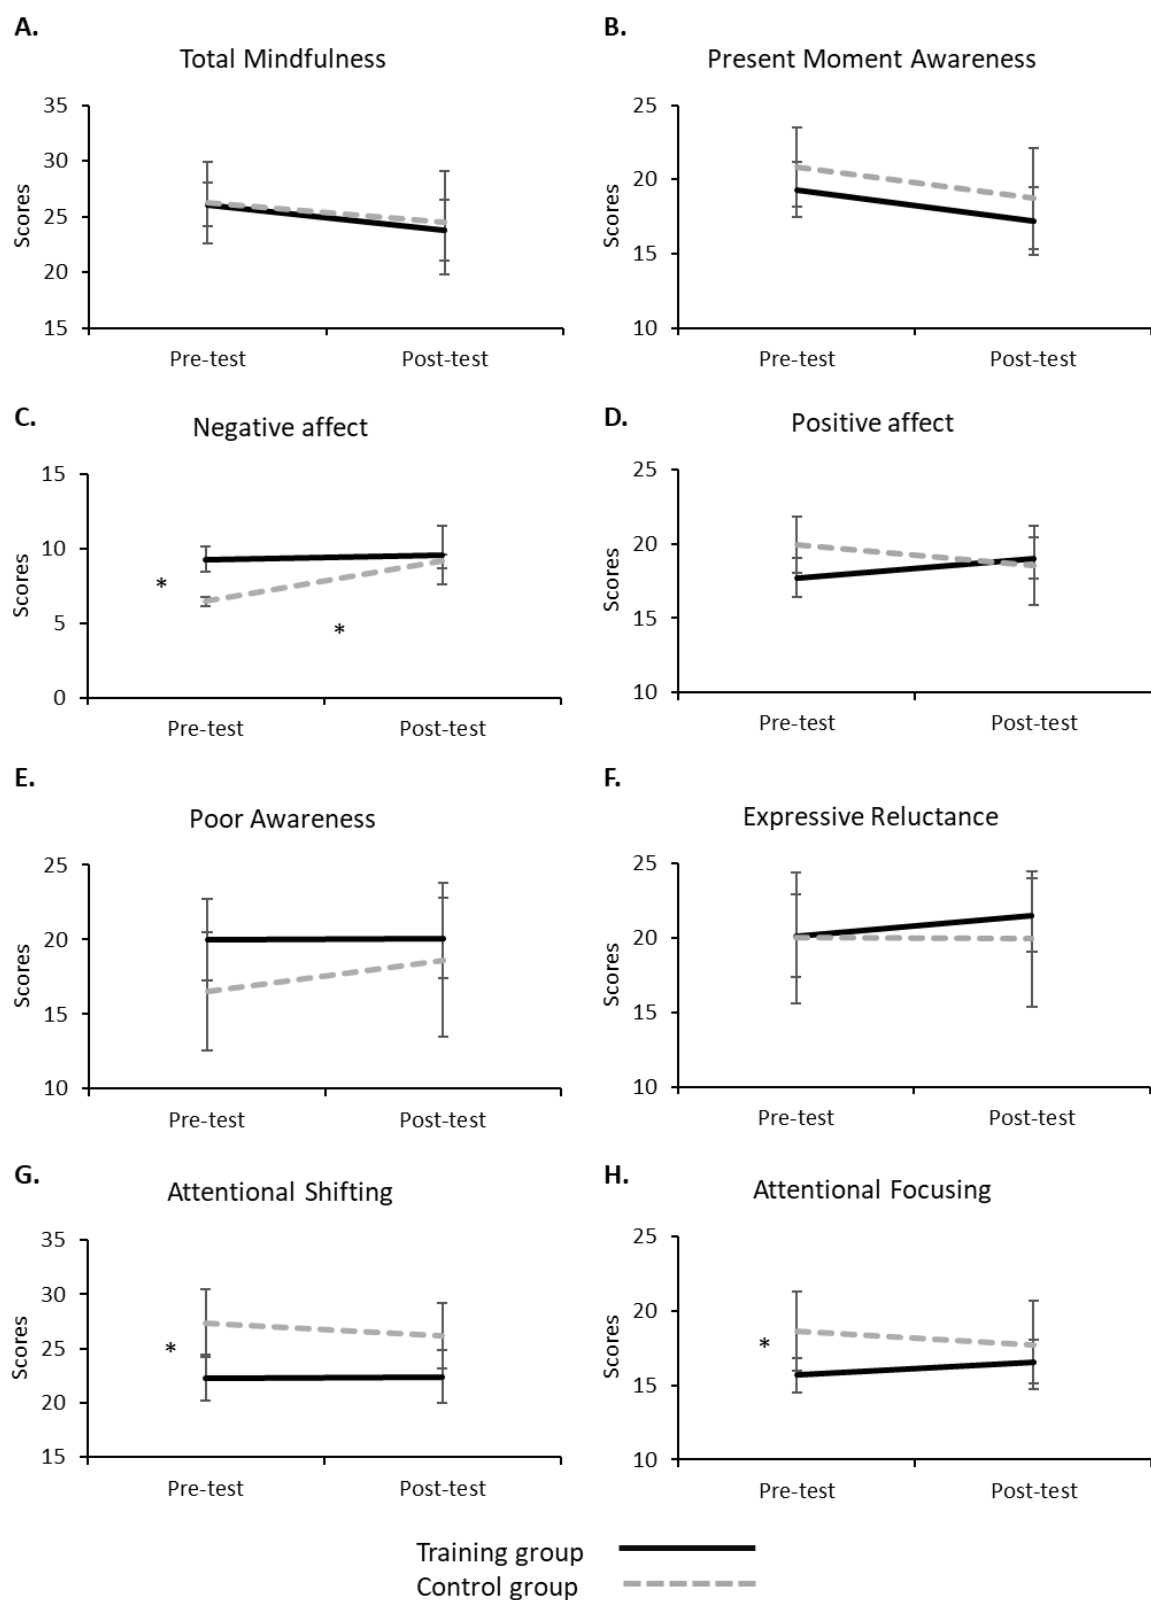 A.
Total Mindfulness
35
30
25
20
15
Scores
Pre-test Post-test
B.
Present Moment Awareness
25
20
15
10
Scores
Pre-test Post-test
C.
Negative affect
15
10
5
0
Scores
*
*
Pre-test Post-test
D.
Positive affect
25
20
15
10
Scores
Pre-test Post-test
E.
Poor Awareness
25
20
15
10
Scores
Pre-test Post-test
F.
Expressive Reluctance
25
20
15
10
Scores
Pre-test Post-test
G.
Attentional Shifting
35
30
25
20
15
Scores
*
Pre-test Post-test
H.
Attentional Focusing
25
20
15
10
Scores
*
Pre-test Post-test
Training group
Control group